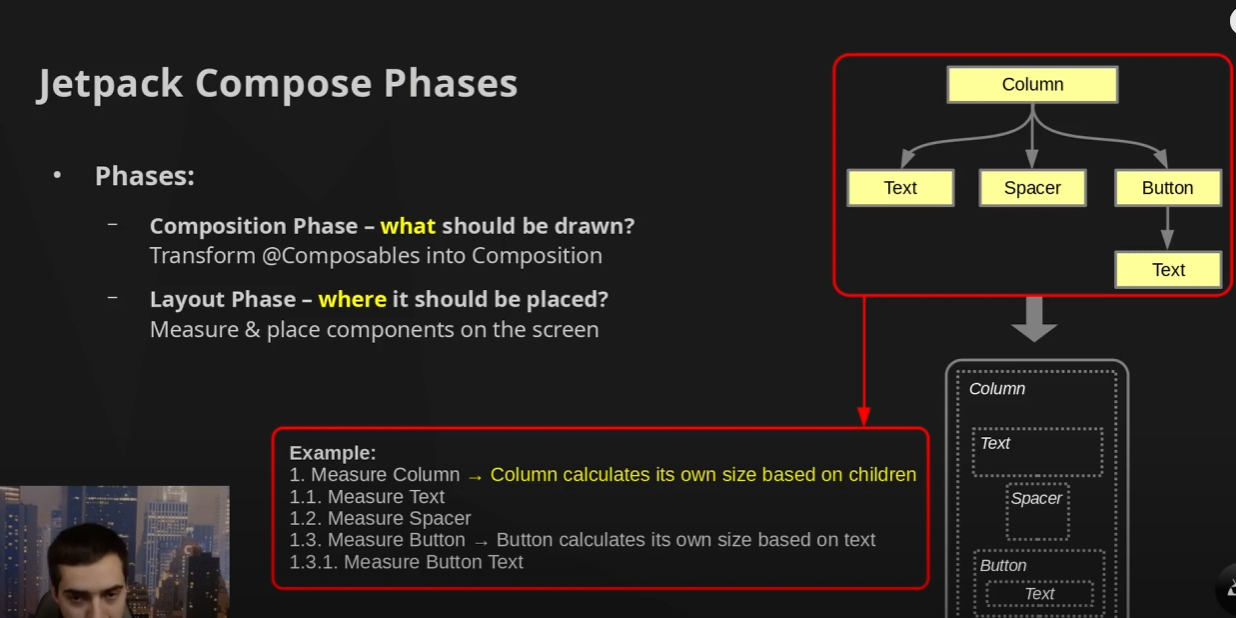 Jetpack Compose Phases
• Phases:
– Composition Phase – what should be drawn?
Transform @Composables into Composition
– Layout Phase – where it should be placed?
Measure & place components on the screen
Column
Text Spacer Button
Text
Example:
1. Measure Column → Column calculates its own size based on children
1.1. Measure Text
1.2. Measure Spacer
1.3. Measure Button → Button calculates its own size based on text
1.3.1. Measure Button Text
Column
Text
Spacer
Button
Text